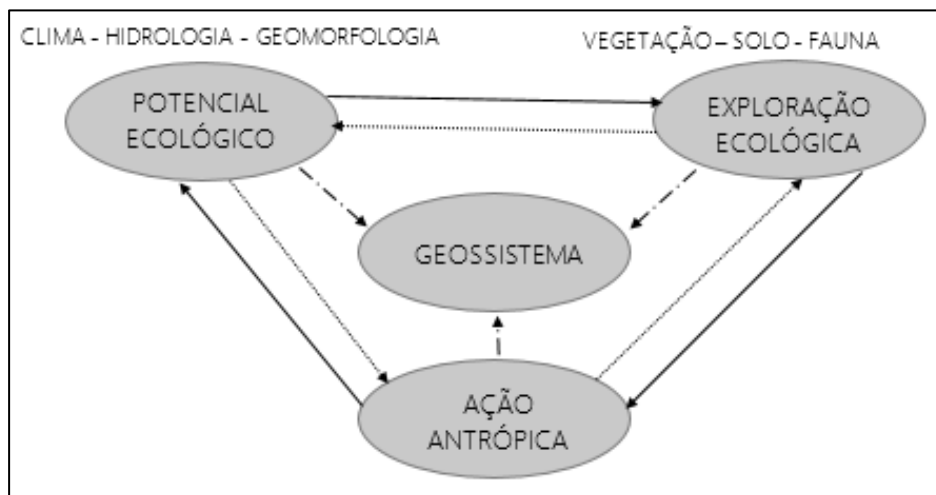 CLIMA - HIDROLOGIA - GEOMORFOLOGIA
VEGETAÇÃO – SOLO - FAUNA
POTENCIAL
ECOLÓGICO
EXPLORAÇÃO
ECOLÓGICA
GEOSSISTEMA
AÇÃO
ANTRÓPICA